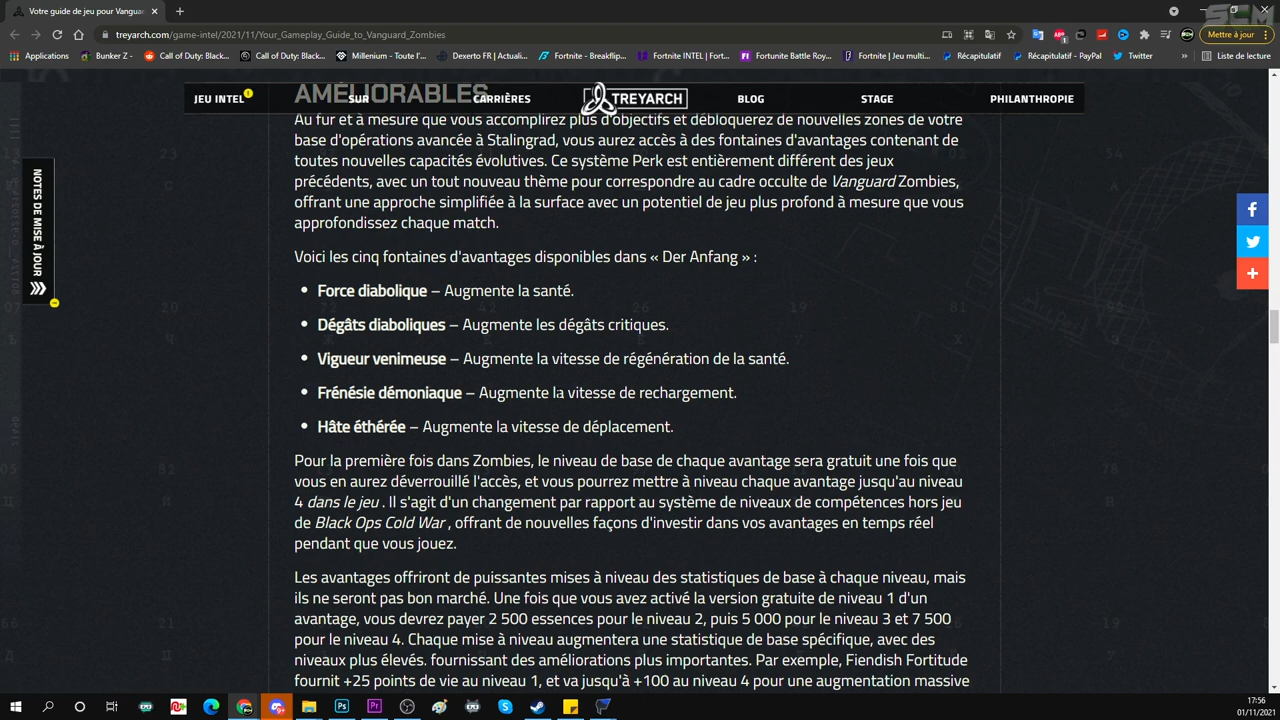 Votre guide de jeu pour Vanguar
treyarch.com/game-intel/2021/11/Your_Gameplay_Guide_to_Vanguard_Zombies
Mettre à jour
Applications
Bunker Z -
Call of Duty: Black...
Call of Duty: Black...
Millenium - Toute l'...
Dexerto FR | Actuali...
Fortnite - Breakflip...
Fortnite INTEL | Fort...
Fortunite Battle Roy...
Fortnite | Jeu multi...
Récapitulatif
Récapitulatif - PayPal
Twitter
Liste de lecture
JEU INTEL
SUR
CARRIÈRES
TREYARCH
BLOG
STAGE
PHILANTHROPIE
AMÉLIORABLES
Au fur et à mesure que vous accomplirez plus d'objectifs et débloquerez de nouvelles zones de votre
base d'opérations avancée à Stalingrad, vous aurez accès à des fontaines d'avantages contenant de
toutes nouvelles capacités évolutives. Ce système Perk est entièrement différent des jeux
précédents, avec un tout nouveau thème pour correspondre au cadre occulte de Vanguard Zombies,
offrant une approche simplifiée à la surface avec un potentiel de jeu plus profond à mesure que vous
approfondissez chaque match.
NOTES DE MISE À JOUR
Voici les cinq fontaines d'avantages disponibles dans « Der Anfang » :
Force diabolique – Augmente la santé.
Dégâts diaboliques – Augmente les dégâts critiques.
Vigueur venimeuse – Augmente la vitesse de régénération de la santé.
Frénésie démoniaque – Augmente la vitesse de rechargement.
Hâte éthérée – Augmente la vitesse de déplacement.
Pour la première fois dans Zombies, le niveau de base de chaque avantage sera gratuit une fois que
vous en aurez déverrouillé l'accès, et vous pourrez mettre à niveau chaque avantage jusqu'au niveau
4 dans le jeu . Il s'agit d'un changement par rapport au système de niveaux de compétences hors jeu
de Black Ops Cold War , offrant de nouvelles façons d'investir dans vos avantages en temps réel
pendant que vous jouez.
Les avantages offriront de puissantes mises à niveau des statistiques de base à chaque niveau, mais
ils ne seront pas bon marché. Une fois que vous avez activé la version gratuite de niveau 1 d'un
avantage, vous devrez payer 2 500 essences pour le niveau 2, puis 5 000 pour le niveau 3 et 7 500
pour le niveau 4. Chaque mise à niveau augmentera une statistique de base spécifique, avec des
niveaux plus élevés. fournissant des améliorations plus importantes. Par exemple, Fiendish Fortitude
fournit +25 points de vie au niveau 1, et va jusqu'à +100 au niveau 4 pour une augmentation massive
17:56
01/11/2021